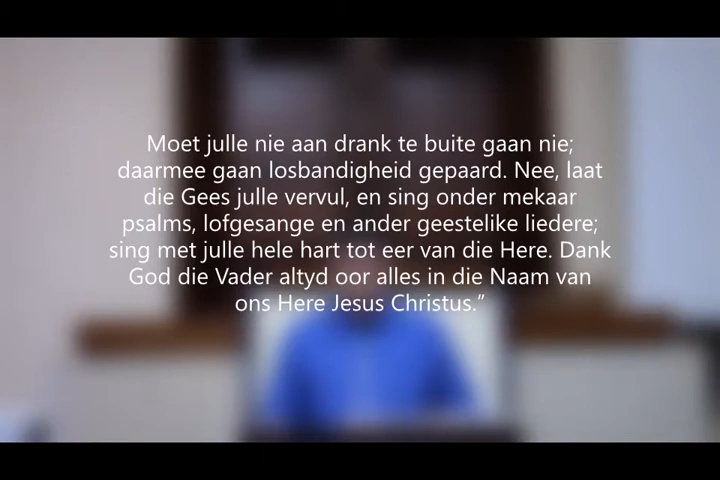 Moet julle nie aan drank te buite gaan nie;
daarmee gaan losbandigheid gepaard. Nee, laat
die Gees julle vervul, en sing onder mekaar
psalms, lofgesange en ander geestelike liedere;
sing met julle hele hart tot eer van die Here. Dank
God die Vader altyd oor alles in die Naam van
ons Here Jesus Christus.”